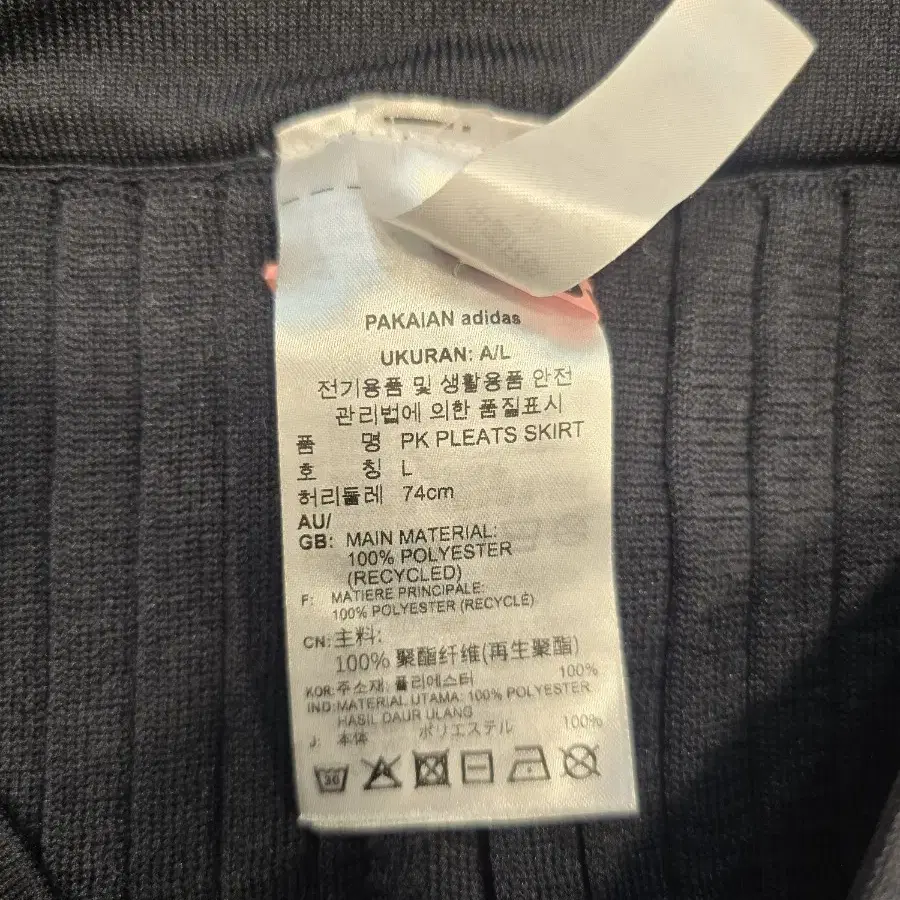 PAKAIAN adidas
UKURAN: A/L
전기용품 및 생활용품 안전
관리법에 의한 품질표시
품 명 PK PLEATS SKIRT
호 칭 L
허리둘레 74cm
AU/
GB: MAIN MATERIAL:
100% POLYESTER
(RECYCLED)
F: MATIERE PRINCIPALE:
100% POLYESTER (RECYCLÉ)
CN: 主料:
100% 聚酯纤维(再生聚酯)
KOR: 주소재: 폴리에스터 100%
IND: MATERIAL UTAMA: 100% POLYESTER
HASIL DAUR ULANG
J: 本体 ポリエステル 100%
30